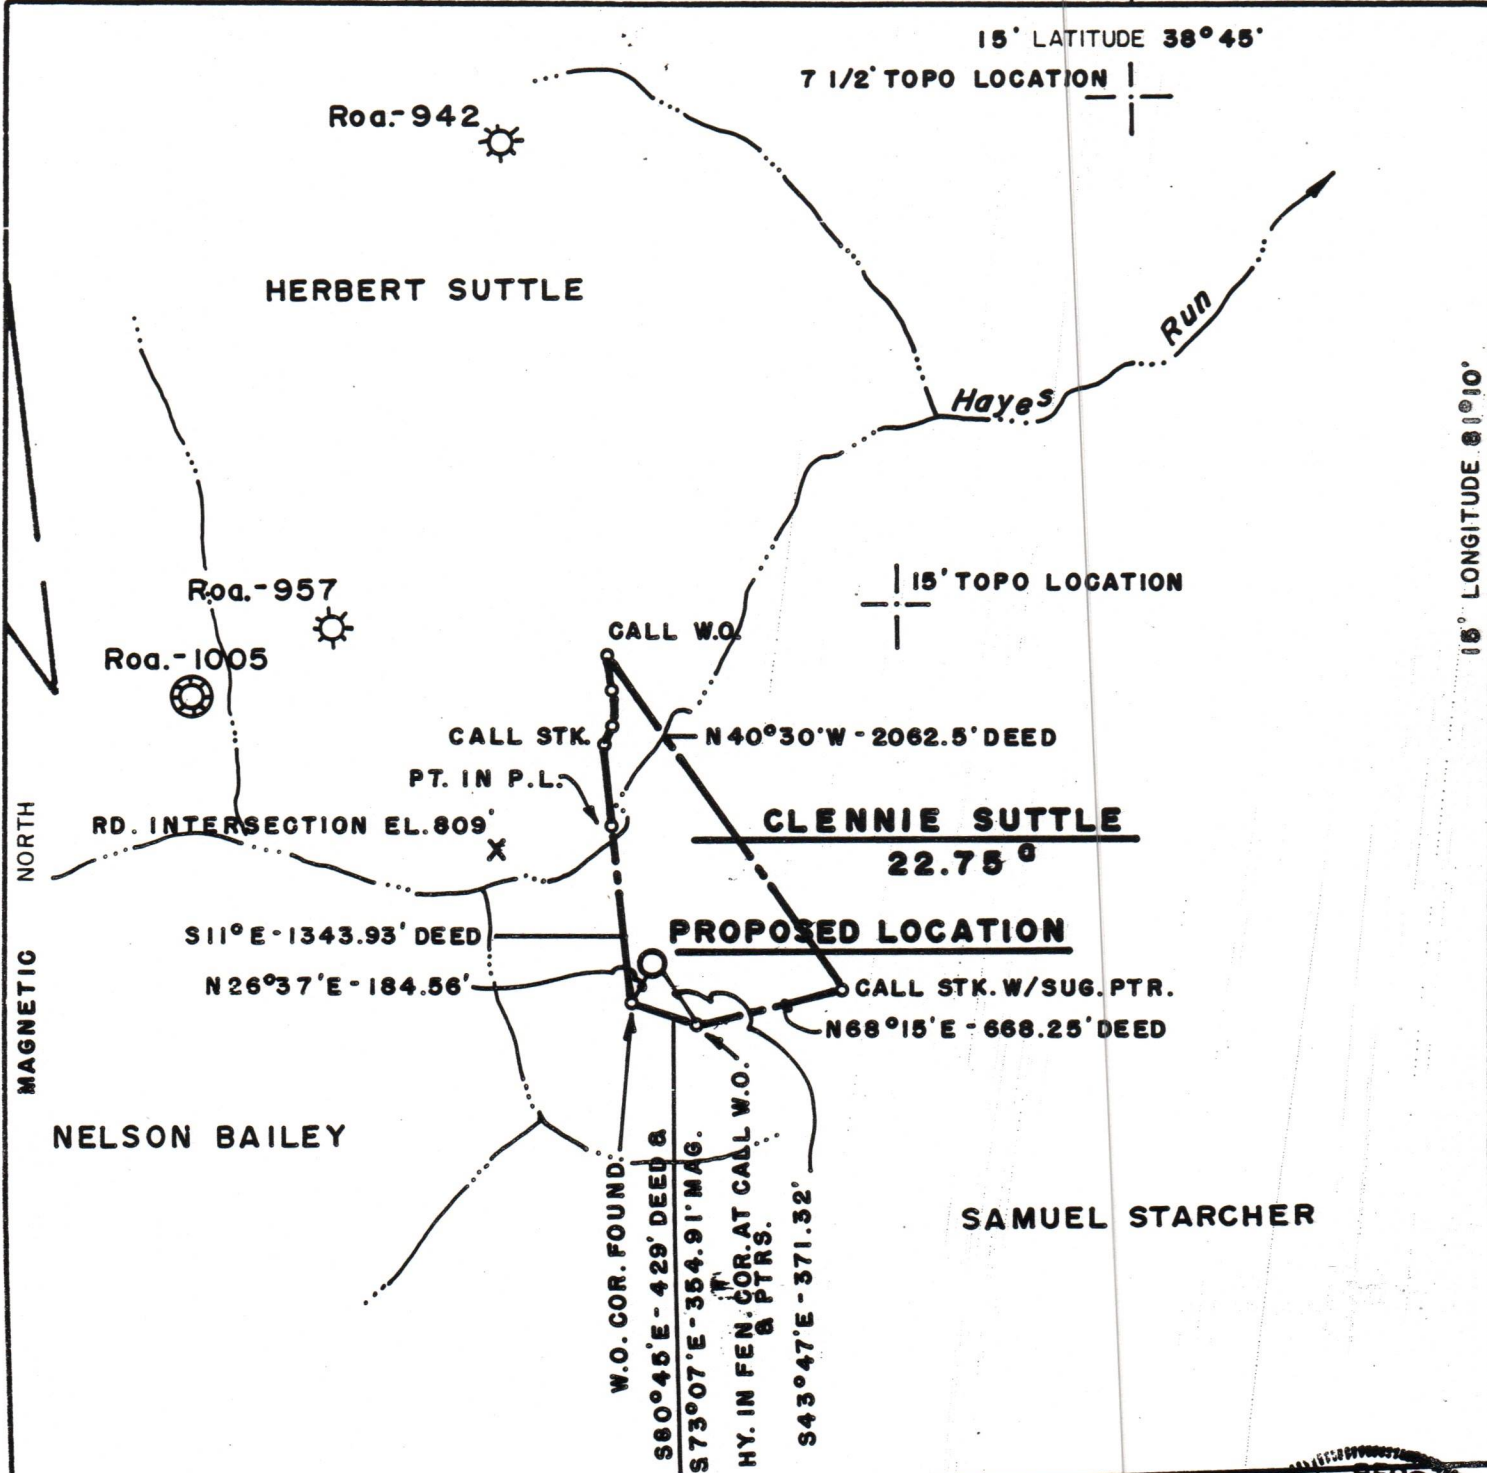 15' LATITUDE 38°45'
7 1/2' TOPO LOCATION
Roa.-942
HERBERT SUTTLE
Run
Hayes
15' LONGITUDE 81°10'
15' TOPO LOCATION
Roa.-957
CALL W.O.
Roa.-1005
CALL STK.
N40°30'W-2062.5' DEED
PT. IN P.L.
RD. INTERSECTION EL. 809'
X
CLENNIE SUTTLE
22.75 a
MAGNETIC NORTH
S11°E-1343.93' DEED
PROPOSED LOCATION
N26°37'E-184.56'
CALL STK. W/SUG. PTR.
N68°15'E-668.25' DEED
NELSON BAILEY
SAMUEL STARCHER
W.O. COR. FOUND.
S80°45'E-429' DEED &
S73°07'E-354.91' MAG.
HY. IN FEN. COR. AT CALL W.O.
& PTRS.
S43°47'E-371.32'